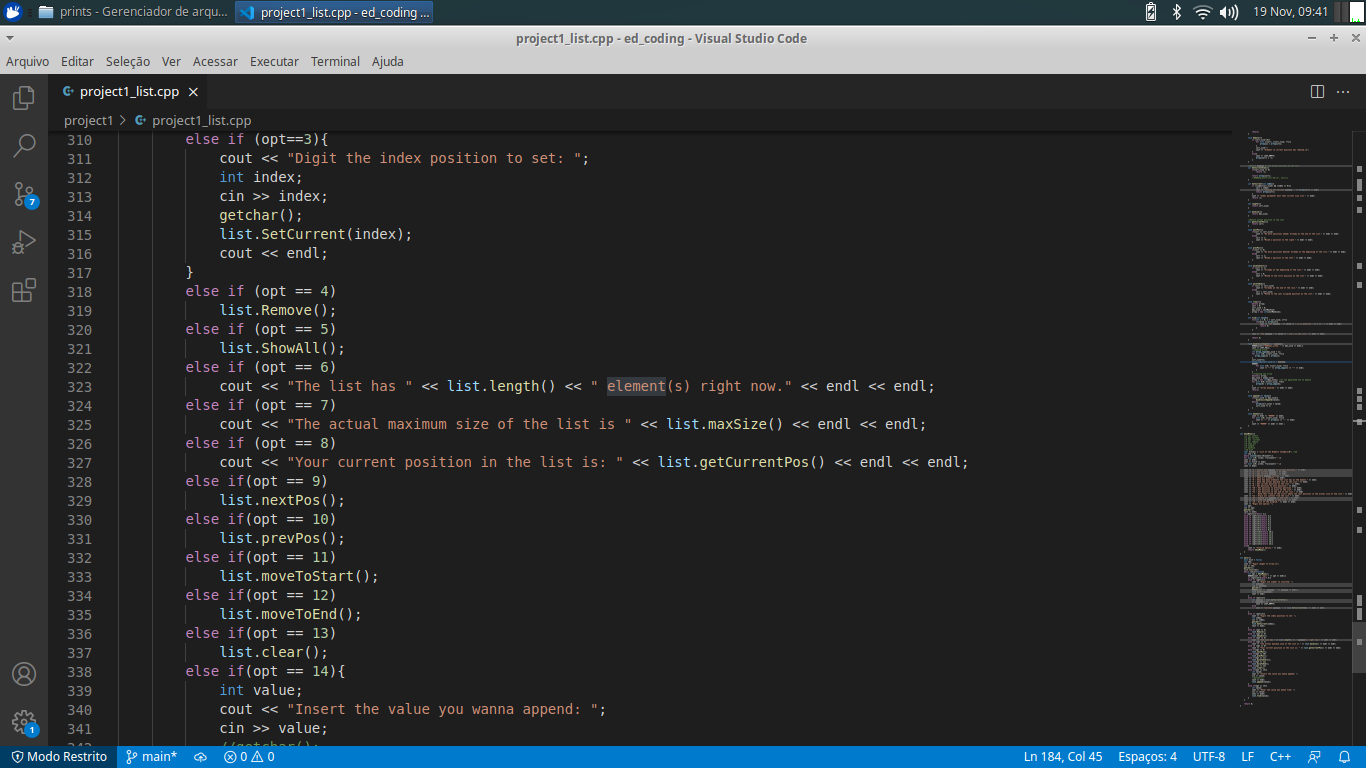 prints - Gerenciador de arqu...
project1_list.cpp - ed_coding ...
19 Nov, 09:41
project1_list.cpp - ed_coding - Visual Studio Code
Arquivo Editar Seleção Ver Acessar Executar Terminal Ajuda
project1_list.cpp
project1 > project1_list.cpp
310 else if (opt==3){
311 cout << "Digit the index position to set: ";
312 int index;
313 cin >> index;
314 getchar();
315 list.SetCurrent(index);
316 cout << endl;
317 }
318 else if (opt == 4)
319 list.Remove();
320 else if (opt == 5)
321 list.ShowAll();
322 else if (opt == 6)
323 cout << "The list has " << list.length() << " element(s) right now." << endl << endl;
324 else if (opt == 7)
325 cout << "The actual maximum size of the list is " << list.maxSize() << endl << endl;
326 else if (opt == 8)
327 cout << "Your current position in the list is: " << list.getCurrentPos() << endl << endl;
328 else if(opt == 9)
329 list.nextPos();
330 else if(opt == 10)
331 list.prevPos();
332 else if(opt == 11)
333 list.moveToStart();
334 else if(opt == 12)
335 list.moveToEnd();
336 else if(opt == 13)
337 list.clear();
338 else if(opt == 14){
339 int value;
340 cout << "Insert the value you wanna append: ";
341 cin >> value;
342 //getchar();
7
1
Modo Restrito main* 0 0 Ln 184, Col 45 Espaços: 4 UTF-8 LF C++